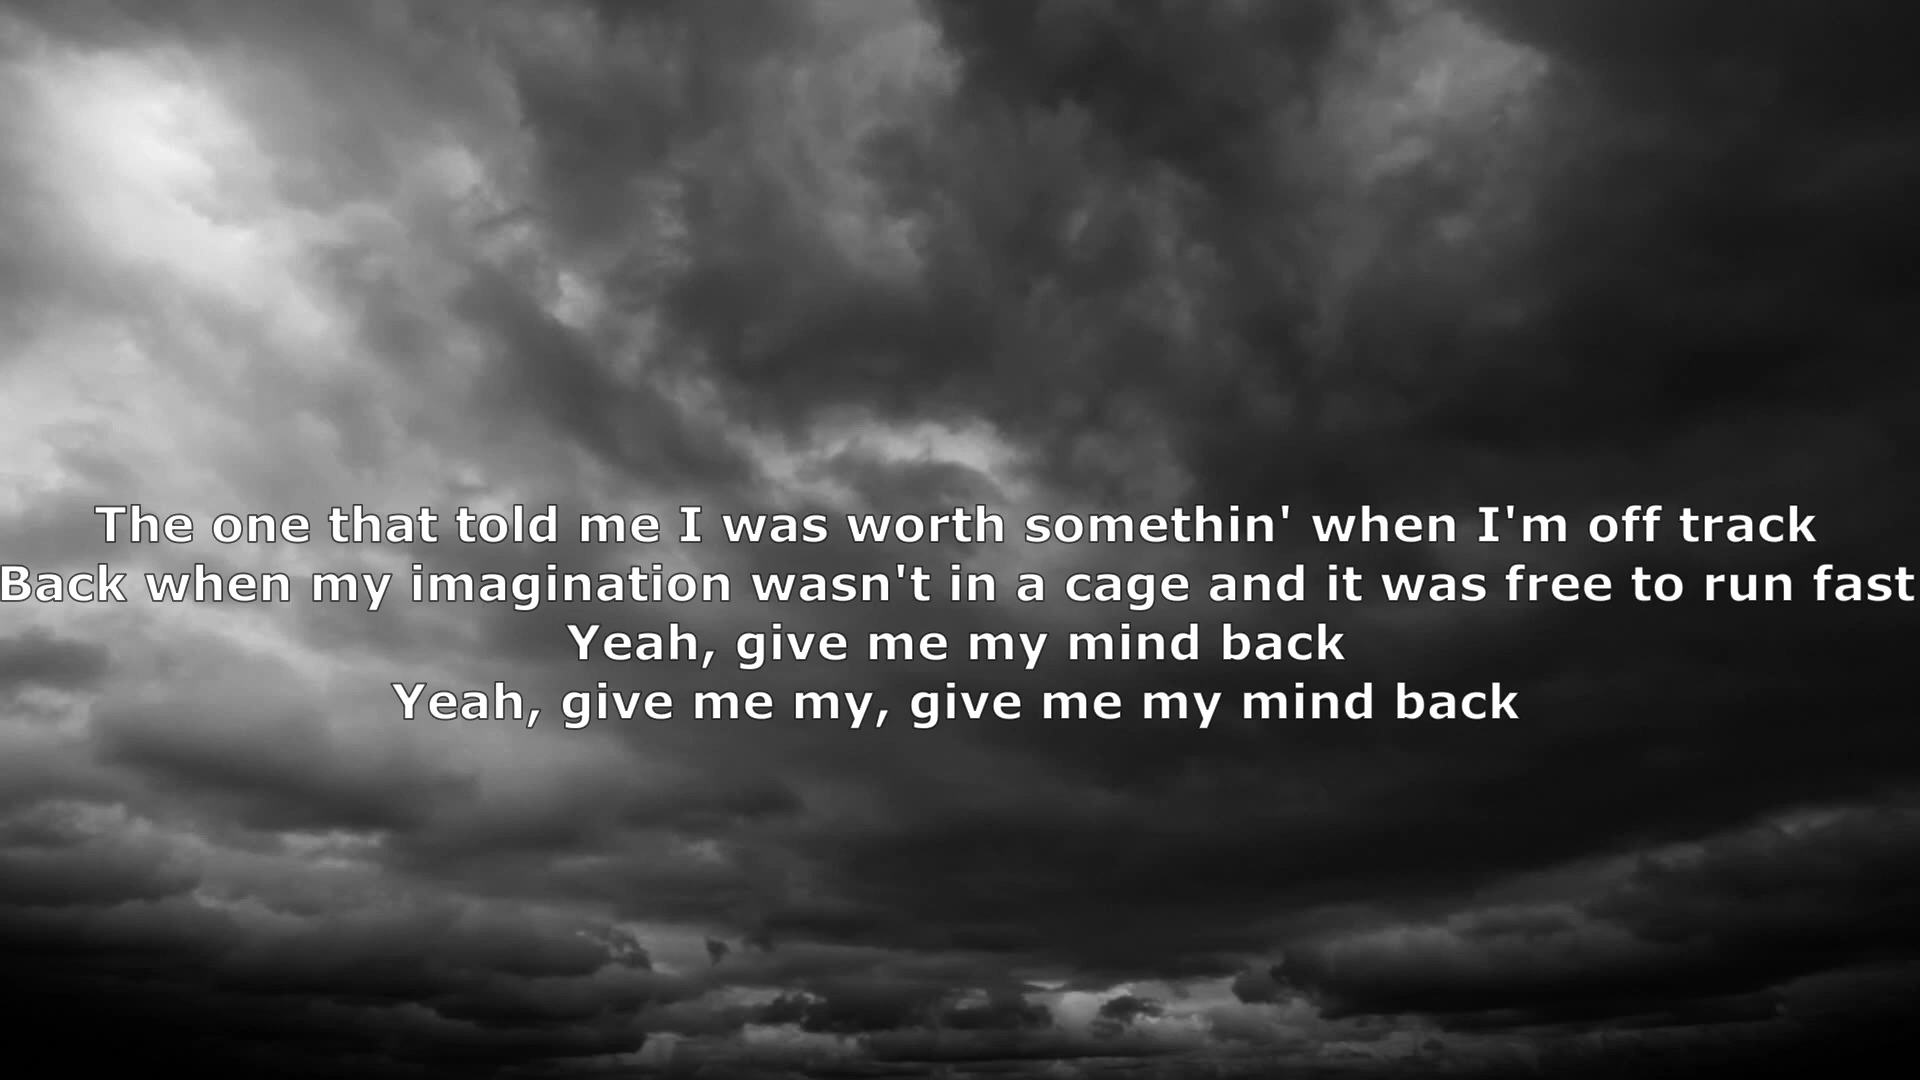 The one that told me I was worth somethin' when I'm off track
Back when my imagination wasn't in a cage and it was free to run fast
Yeah, give me my mind back
Yeah, give me my, give me my mind back